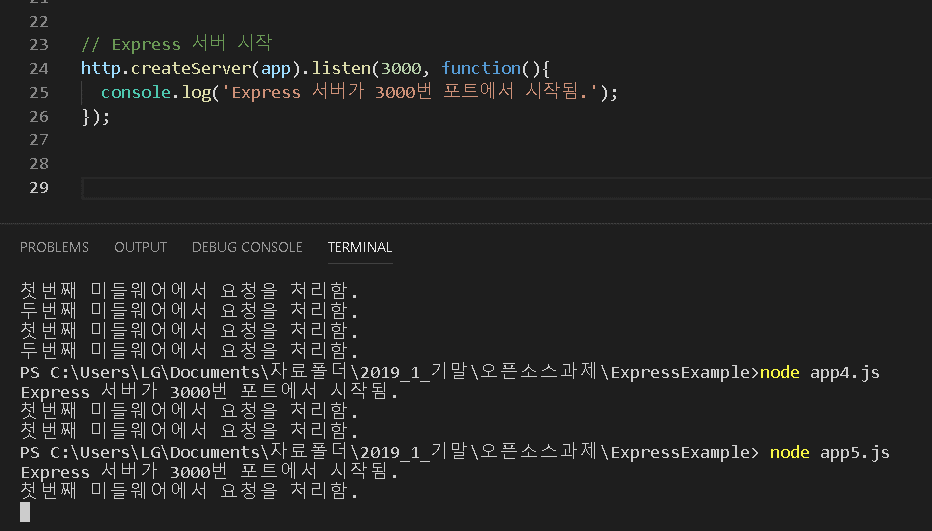 21
22
23 // Express 서버 시작
24 http.createServer(app).listen(3000, function(){
25 console.log('Express 서버가 3000번 포트에서 시작됨.');
26 });
27
28
29
PROBLEMS OUTPUT DEBUG CONSOLE TERMINAL
첫번째 미들웨어에서 요청을 처리함.
두번째 미들웨어에서 요청을 처리함.
첫번째 미들웨어에서 요청을 처리함.
두번째 미들웨어에서 요청을 처리함.
PS C:\Users\LG\Documents\자료폴더\2019_1_기말\오픈소스과제\ExpressExample>node app4.js
Express 서버가 3000번 포트에서 시작됨.
첫번째 미들웨어에서 요청을 처리함.
첫번째 미들웨어에서 요청을 처리함.
PS C:\Users\LG\Documents\자료폴더\2019_1_기말\오픈소스과제\ExpressExample> node app5.js
Express 서버가 3000번 포트에서 시작됨.
첫번째 미들웨어에서 요청을 처리함.